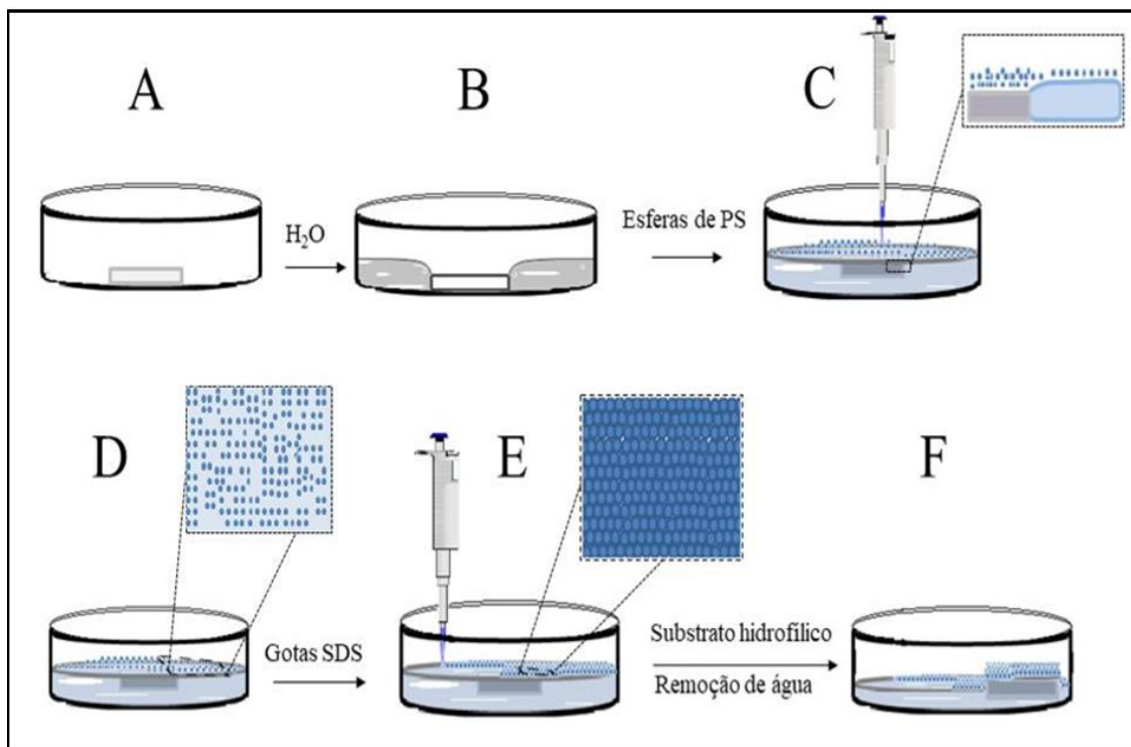 A
B
C
H₂O
Esferas de PS
D
E
F
Gotas SDS
Substrato hidrofílico
Remoção de água